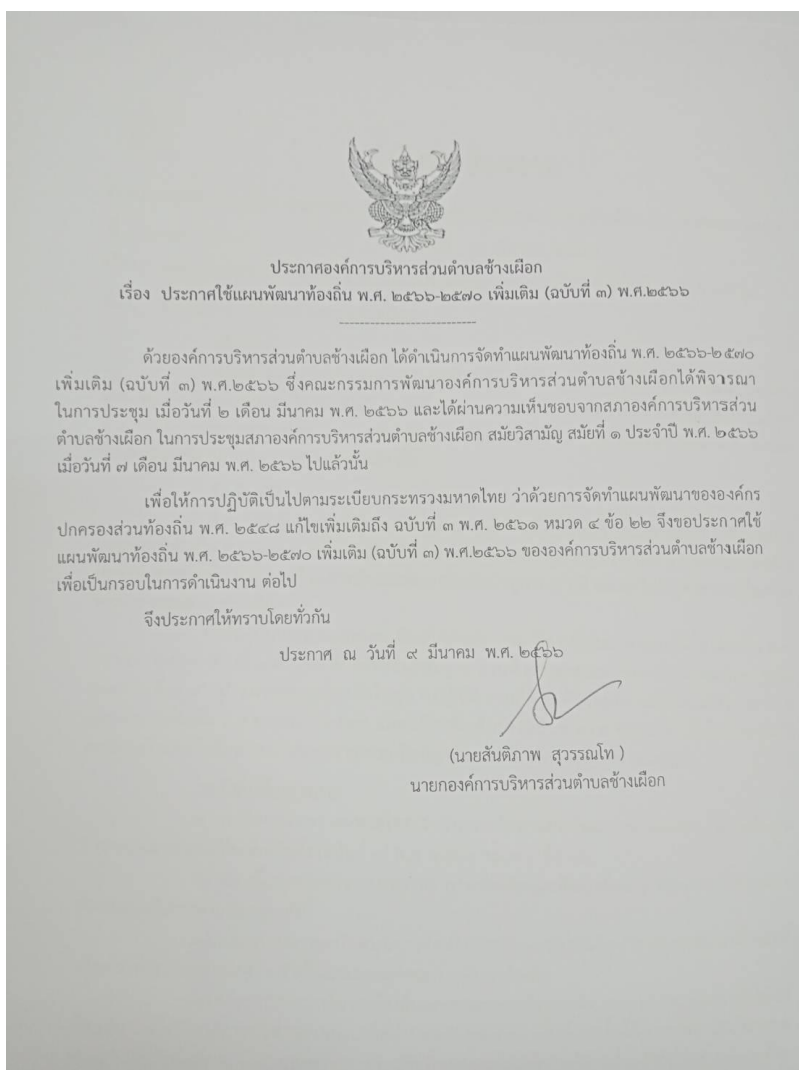 ประกาศองค์การบริหารส่วนตำบลช้างเผือก
เรื่อง ประกาศใช้แผนพัฒนาท้องถิ่น พ.ศ. ๒๕๖๖-๒๕๗๐ เพิ่มเติม (ฉบับที่ ๓) พ.ศ.๒๕๖๖
---------------------------
ด้วยองค์การบริหารส่วนตำบลช้างเผือก ได้ดำเนินการจัดทำแผนพัฒนาท้องถิ่น พ.ศ. ๒๕๖๖-๒๕๗๐
เพิ่มเติม (ฉบับที่ ๓) พ.ศ.๒๕๖๖ ซึ่งคณะกรรมการพัฒนาองค์การบริหารส่วนตำบลช้างเผือกได้พิจารณา
ในการประชุม เมื่อวันที่ ๒ เดือน มีนาคม พ.ศ. ๒๕๖๖ และได้ผ่านความเห็นชอบจากสภาองค์การบริหารส่วน
ตำบลช้างเผือก ในการประชุมสภาองค์การบริหารส่วนตำบลช้างเผือก สมัยวิสามัญ สมัยที่ ๑ ประจำปี พ.ศ. ๒๕๖๖
เมื่อวันที่ ๗ เดือน มีนาคม พ.ศ. ๒๕๖๖ ไปแล้วนั้น
เพื่อให้การปฏิบัติเป็นไปตามระเบียบกระทรวงมหาดไทย ว่าด้วยการจัดทำแผนพัฒนาขององค์กร
ปกครองส่วนท้องถิ่น พ.ศ. ๒๕๔๘ แก้ไขเพิ่มเติมถึง ฉบับที่ ๓ พ.ศ. ๒๕๖๑ หมวด ๔ ข้อ ๒๒ จึงขอประกาศใช้
แผนพัฒนาท้องถิ่น พ.ศ. ๒๕๖๖-๒๕๗๐ เพิ่มเติม (ฉบับที่ ๓) พ.ศ.๒๕๖๖ ขององค์การบริหารส่วนตำบลช้างเผือก
เพื่อเป็นกรอบในการดำเนินงาน ต่อไป
จึงประกาศให้ทราบโดยทั่วกัน
ประกาศ ณ วันที่ ๙ มีนาคม พ.ศ. ๒๕๖๖
(นายสันติภาพ สุวรรณโท )
นายกองค์การบริหารส่วนตำบลช้างเผือก